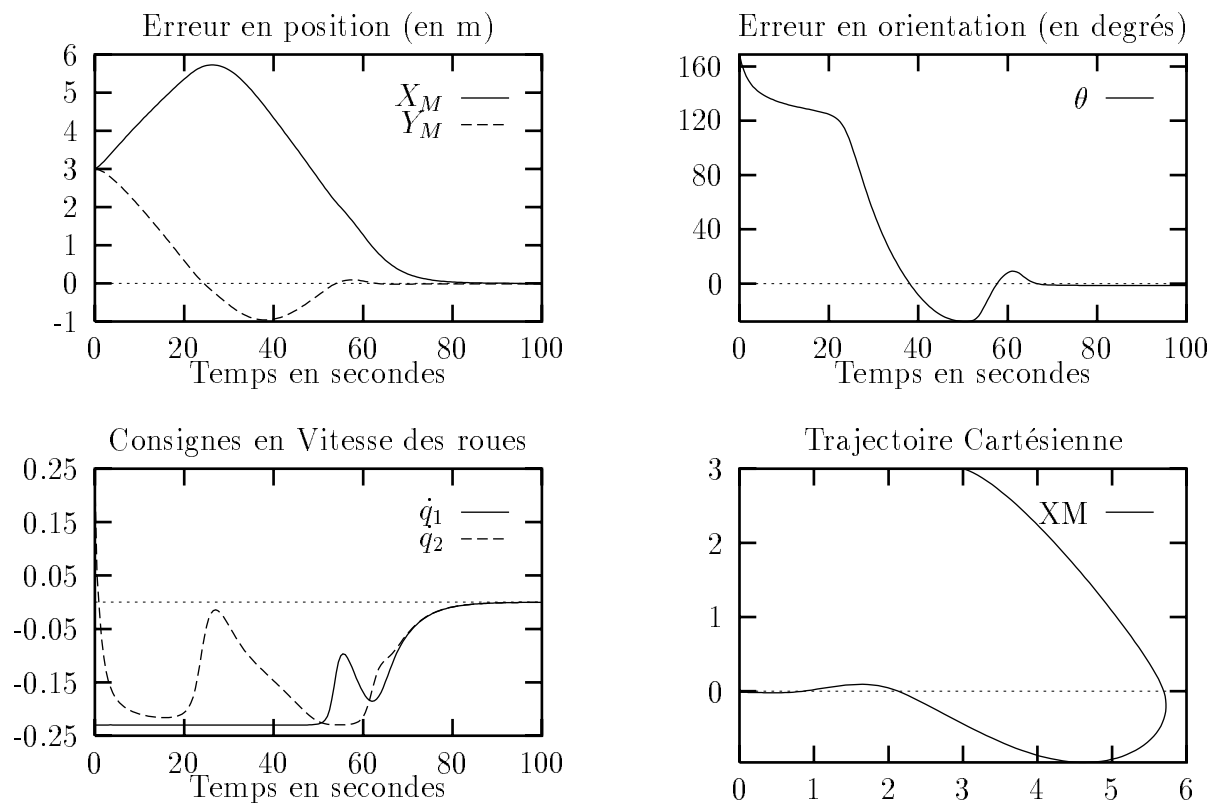 Erreur en position (en m)
6
5
4
3
2
1
0
-1
X_M
Y_M
0 20 40 60 80 100
Temps en secondes
Erreur en orientation (en degrés)
160
120
80
40
0
θ
0 20 40 60 80 100
Temps en secondes
Consignes en Vitesse des roues
0.25
0.15
0.05
-0.05
-0.15
-0.25
q̇1
q̇2
0 20 40 60 80 100
Temps en secondes
Trajectoire Cartésienne
3
2
1
0
XM
0 1 2 3 4 5 6